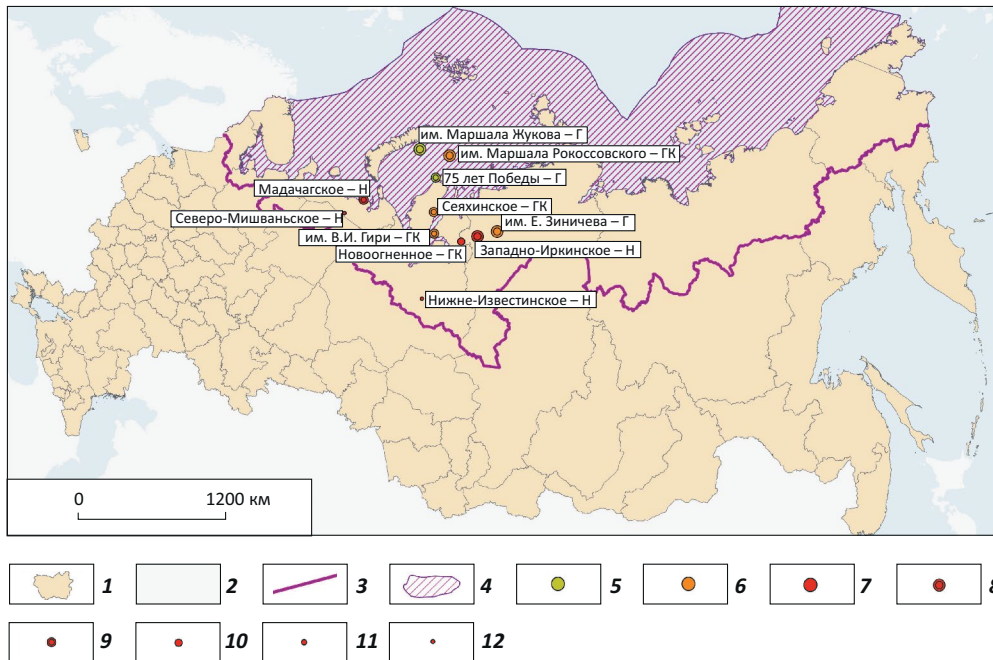 им. Маршала Жукова – Г
им. Маршала Рокоссовского – ГК
75 лет Победы – Г
Мадачагское – Н
Сеяхинское – ГК
Северо-Мишваньское – Н
им. Е. Зиничева – Г
им. В.И. Гири – ГК
Западно-Иркинское – Н
Новоогненное – ГК
Нижне-Известинское – Н
0 1200 км
1 2 3 4 5 6 7 8
9 10 11 12